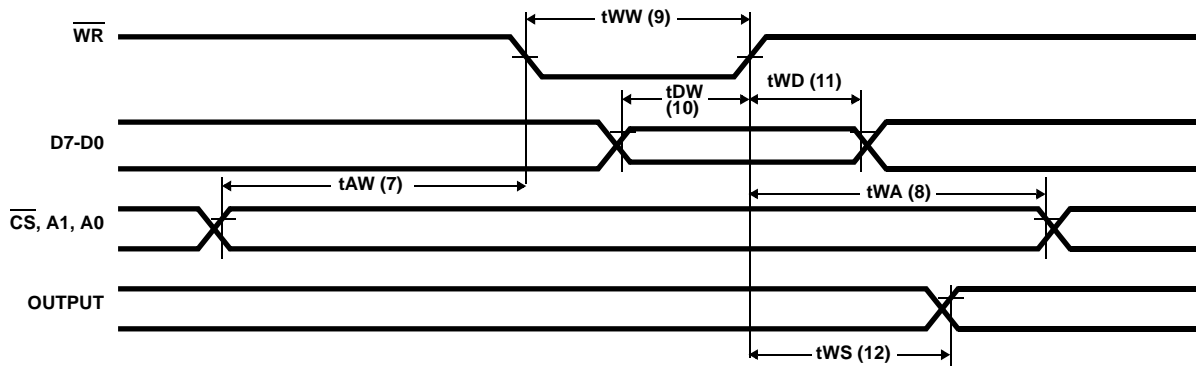 tWW (9)
WR
tDW
(10)
tWD (11)
D7-D0
tAW (7)
tWA (8)
CS, A1, A0
OUTPUT
tWS (12)